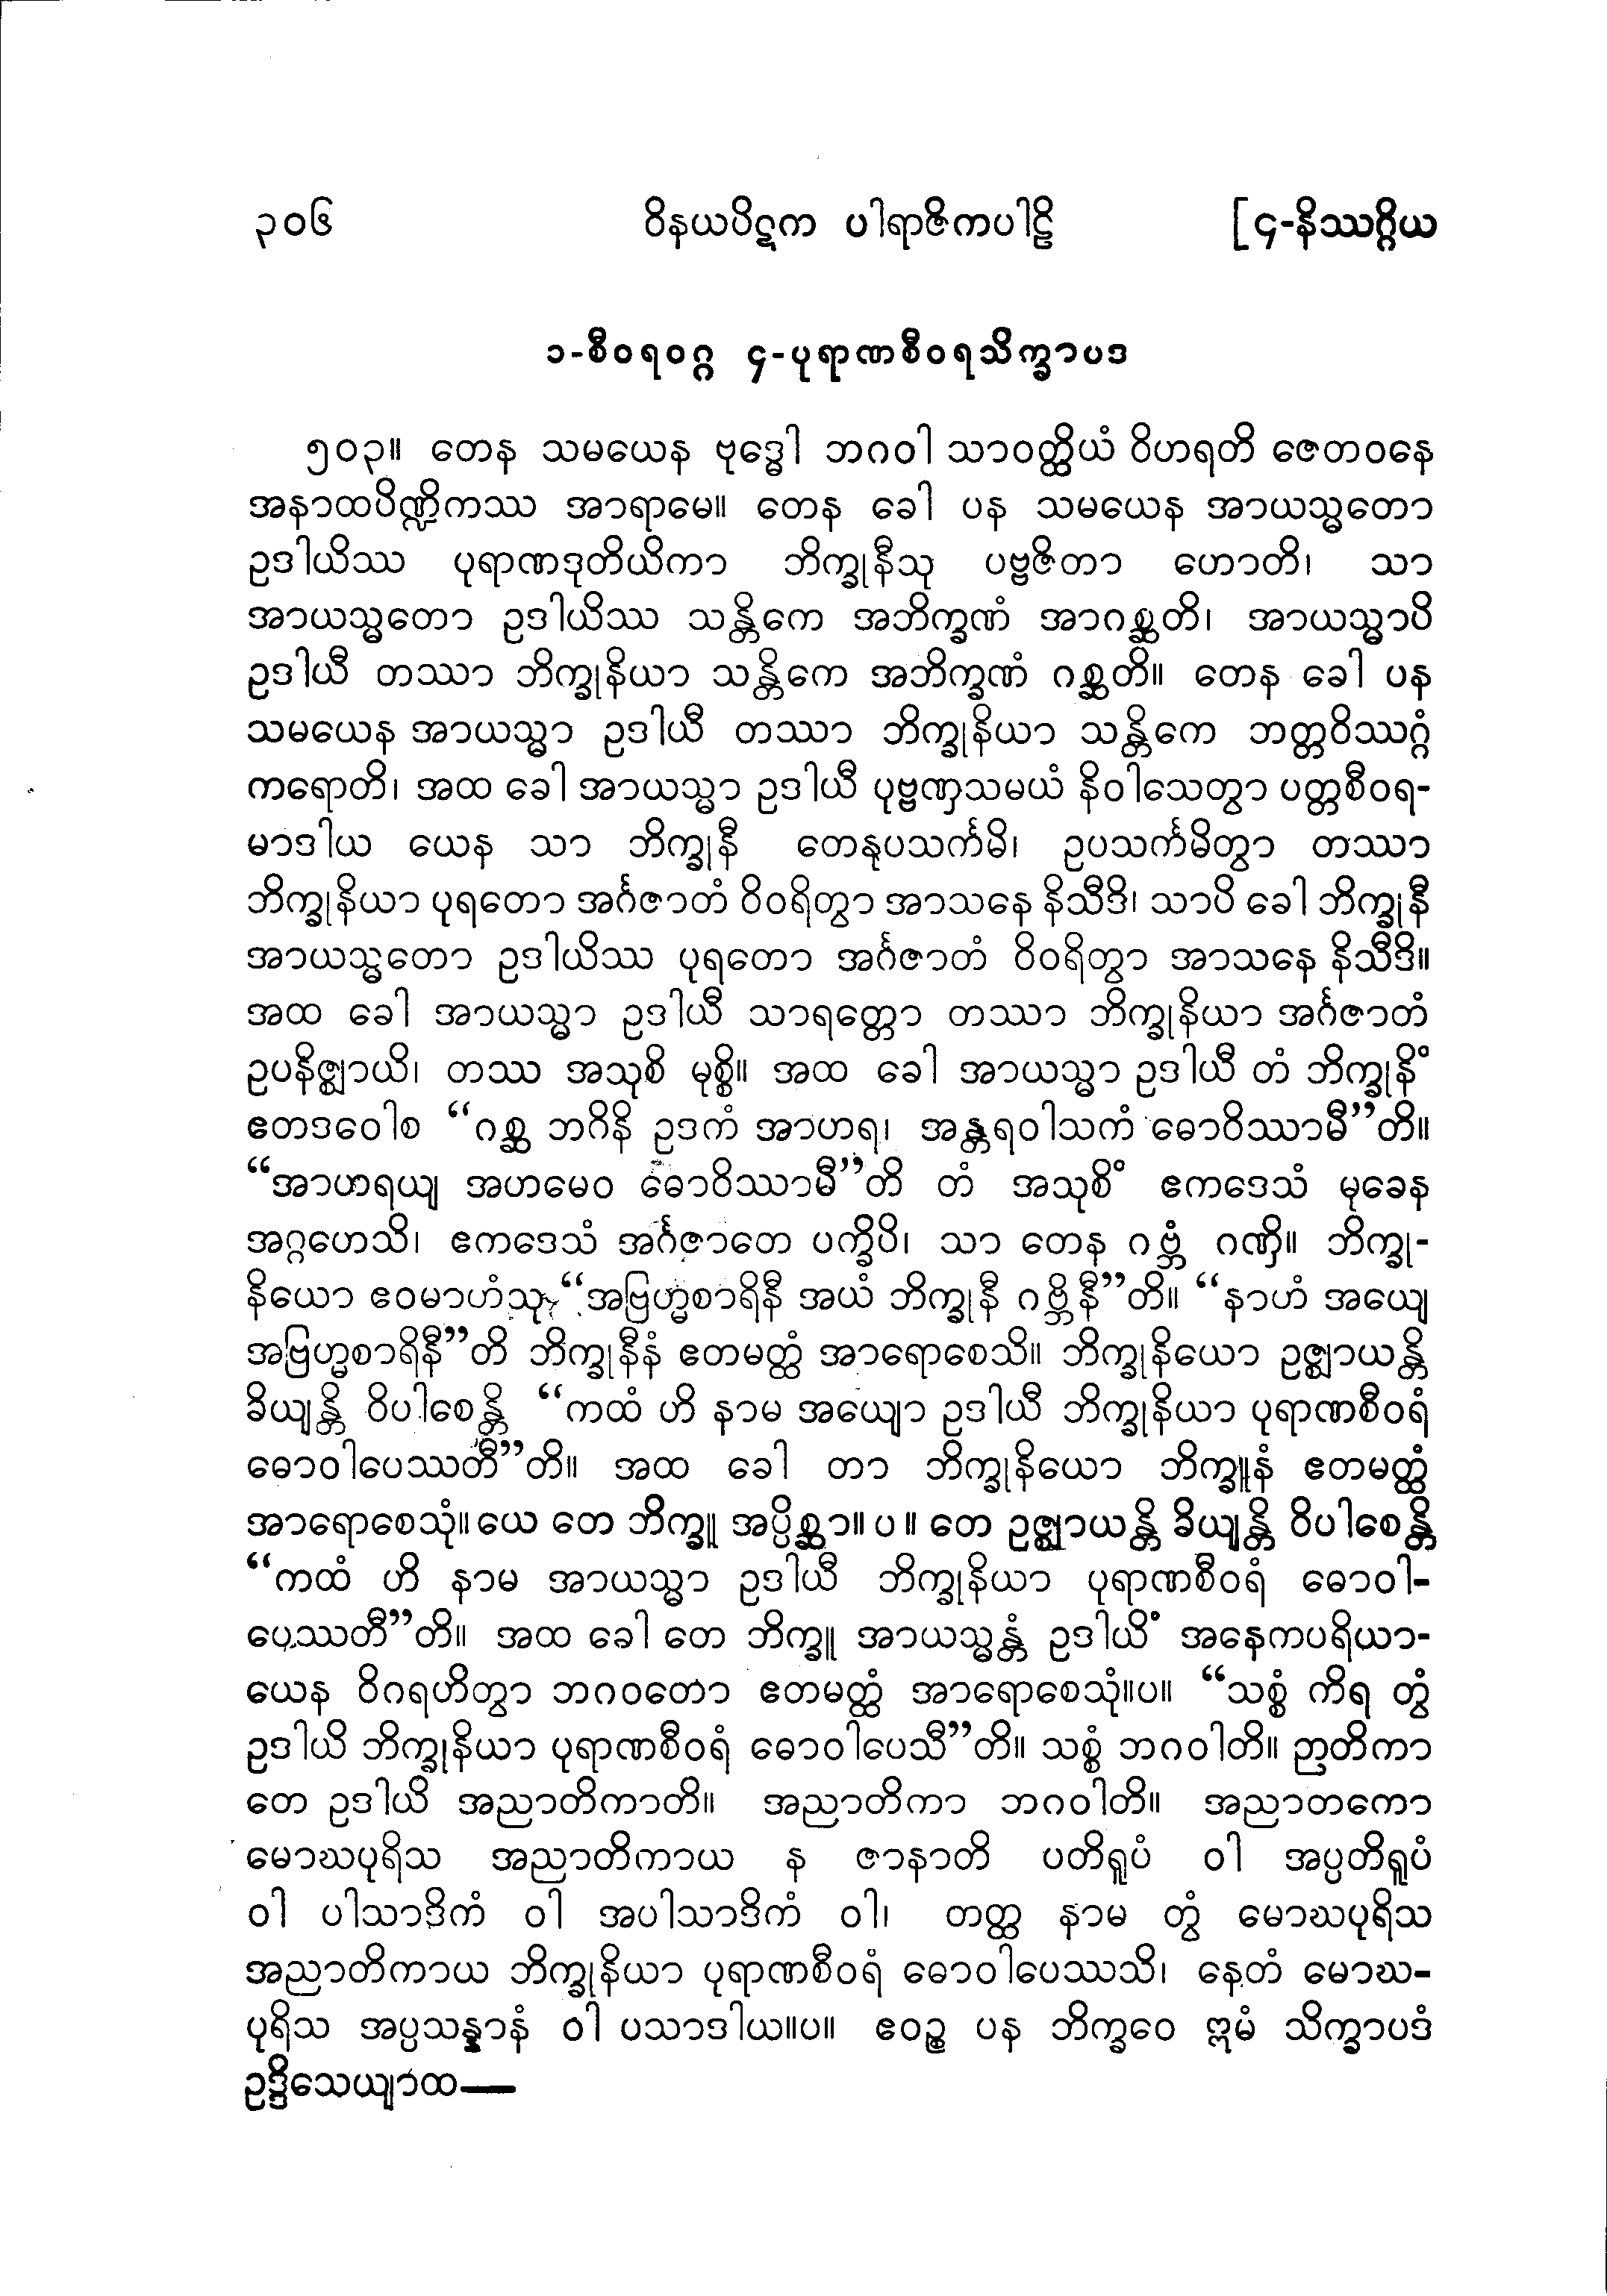 ၃၀၆ ဝိနယပိဋက ပါရာဇိကပါဠိ [၄-နိဿဂ္ဂိယ
၁-စီဝရဝဂ္ဂ ၄-ပုရာဏစီဝရသိက္ခာပဒ
၅၀၃။ တေန သမယေန ဗုဒ္ဓေါ ဘဂဝါ သာဝတ္ထိယံ ဝိဟရတိ ဇေတဝနေ
အနာထပိဏ္ဍိကဿ အာရာမေ။ တေန ခေါ ပန သမယေန အာယသ္မတော
ဥဒါယိဿ ပုရာဏဒုတိယိကာ ဘိက္ခုနီသု ပဗ္ဗဇိတာ ဟောတိ၊ သာ
အာယသ္မတော ဥဒါယိဿ သန္တိကေ အဘိက္ခဏံ အာဂစ္ဆတိ၊ အာယသ္မာပိ
ဥဒါယီ တဿာ ဘိက္ခုနိယာ သန္တိကေ အဘိက္ခဏံ ဂစ္ဆတိ။ တေန ခေါ ပန
သမယေန အာယသ္မာ ဥဒါယီ တဿာ ဘိက္ခုနိယာ သန္တိကေ ဘတ္တဝိဿဂ္ဂံ
ကရောတိ၊ အထ ခေါ အာယသ္မာ ဥဒါယီ ပုဗ္ဗဏှသမယံ နိဝါသေတွာ ပတ္တစီဝရ-
မာဒါယ ယေန သာ ဘိက္ခုနီ တေနုပသင်္ကမိ၊ ဥပသင်္ကမိတွာ တဿာ
ဘိက္ခုနိယာ ပုရတော အင်္ဂဇာတံ ဝိဝရိတွာ အာသနေ နိသီဒိ၊ သာပိ ခေါ ဘိက္ခုနီ
အာယသ္မတော ဥဒါယိဿ ပုရတော အင်္ဂဇာတံ ဝိဝရိတွာ အာသနေ နိသီဒိ။
အထ ခေါ အာယသ္မာ ဥဒါယီ သာရတ္တော တဿာ ဘိက္ခုနိယာ အင်္ဂဇာတံ
ဥပနိဇ္ဈာယိ၊ တဿ အသုစိ မုစ္စိ။ အထ ခေါ အာယသ္မာ ဥဒါယီ တံ ဘိက္ခုနိံ
ဧတဒဝေါစ “ဂစ္ဆ ဘဂိနိ ဥဒကံ အာဟရ၊ အန္တရဝါသကံ ဓောဝိဿာမီ”တိ။
“အာဟရယျ အဟမေဝ ဓောဝိဿာမီ”တိ တံ အသုစိံ ဧကဒေသံ မုခေန
အဂ္ဂဟေသိ၊ ဧကဒေသံ အင်္ဂဇာတေ ပက္ခိပိ၊ သာ တေန ဂဗ္ဘံ ဂဏှိ။ ဘိက္ခု-
နိယော ဧဝမာဟံသု “အဗြဟ္မစာရိနီ အယံ ဘိက္ခုနီ ဂဗ္ဘိနီ”တိ။ “နာဟံ အယျေ
အဗြဟ္မစာရိနီ”တိ ဘိက္ခုနီနံ ဧတမတ္ထံ အာရောစေသိ။ ဘိက္ခုနိယော ဥဇ္ဈာယန္တိ
ခိယျန္တိ ဝိပါစေန္တိ “ကထံ ဟိ နာမ အယျော ဥဒါယီ ဘိက္ခုနိယာ ပုရာဏစီဝရံ
ဓောဝါပေဿတီ”တိ။ အထ ခေါ တာ ဘိက္ခုနိယော ဘိက္ခူနံ ဧတမတ္ထံ
အာရောစေသုံ။ ယေ တေ ဘိက္ခူ အပ္ပိစ္ဆာ။ ပ ။ တေ ဥဇ္ဈာယန္တိ ခိယျန္တိ ဝိပါစေန္တိ
“ကထံ ဟိ နာမ အာယသ္မာ ဥဒါယီ ဘိက္ခုနိယာ ပုရာဏစီဝရံ ဓောဝါ-
ပေဿတီ”တိ။ အထ ခေါ တေ ဘိက္ခူ အာယသ္မန္တံ ဥဒါယိံ အနေကပရိယာ-
ယေန ဝိဂရဟိတွာ ဘဂဝတော ဧတမတ္ထံ အာရောစေသုံ။ပ။ “သစ္စံ ကိရ တွံ
ဥဒါယိ ဘိက္ခုနိယာ ပုရာဏစီဝရံ ဓောဝါပေသီ”တိ။ သစ္စံ ဘဂဝါတိ။ ဉာတိကာ
တေ ဥဒါယိ အညာတိကာတိ။ အညာတိကာ ဘဂဝါတိ။ အညာတကော
မောဃပုရိသ အညာတိကာယ န ဇာနာတိ ပတိရူပံ ဝါ အပ္ပတိရူပံ
ဝါ ပါသာဒိကံ ဝါ အပါသာဒိကံ ဝါ၊ တတ္ထ နာမ တွံ မောဃပုရိသ
အညာတိကာယ ဘိက္ခုနိယာ ပုရာဏစီဝရံ ဓောဝါပေဿသိ၊ နေတံ မောဃ-
ပုရိသ အပ္ပသန္နာနံ ဝါ ပသာဒါယ။ပ။ ဧဝဉ္စ ပန ဘိက္ခဝေ ဣမံ သိက္ခာပဒံ
ဥဒ္ဒိသေယျာထ—